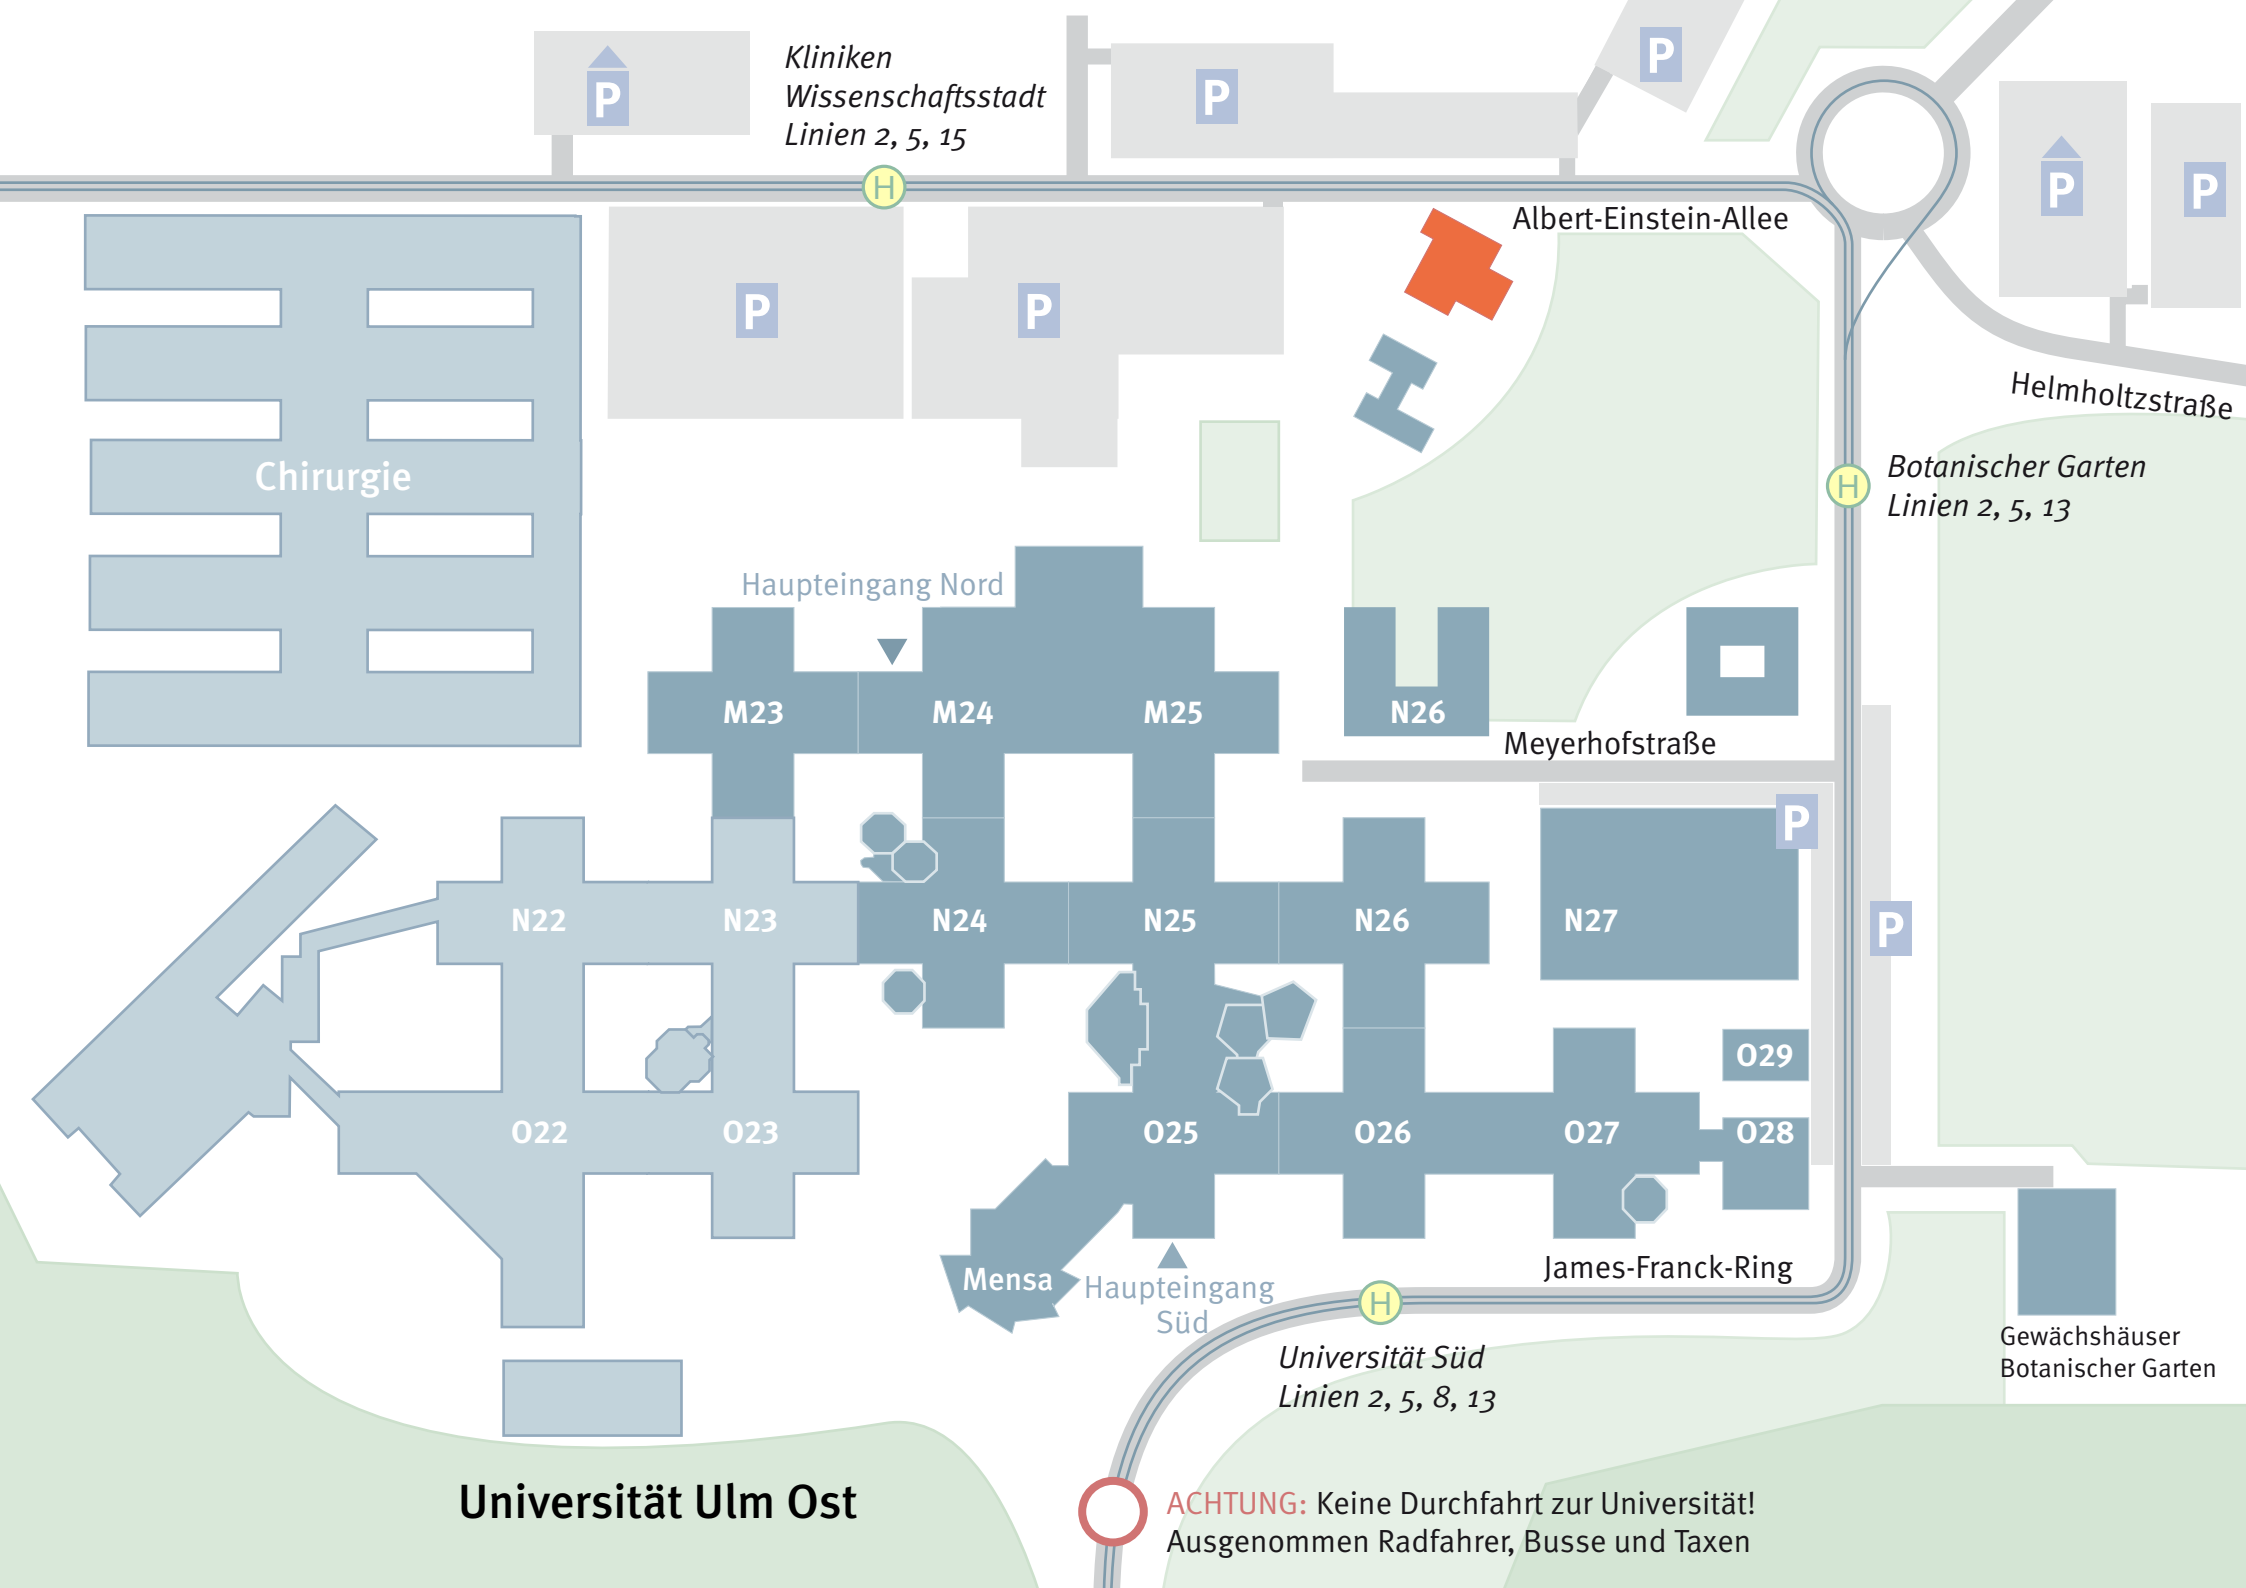 Kliniken
Wissenschaftsstadt
Linien 2, 5, 15
P
P
P
P
P
H
Albert-Einstein-Allee
P
P
Helmholtzstraße
Chirurgie
H
Botanischer Garten
Linien 2, 5, 13
Haupteingang Nord
M23
M24
M25
N26
Meyerhofstraße
P
N22
N23
N24
N25
N26
N27
P
O29
O22
O23
O25
O26
O27
O28
Mensa
Haupteingang
Süd
James-Franck-Ring
H
Universität Süd
Linien 2, 5, 8, 13
Gewächshäuser
Botanischer Garten
Universität Ulm Ost
ACHTUNG: Keine Durchfahrt zur Universität!
Ausgenommen Radfahrer, Busse und Taxen